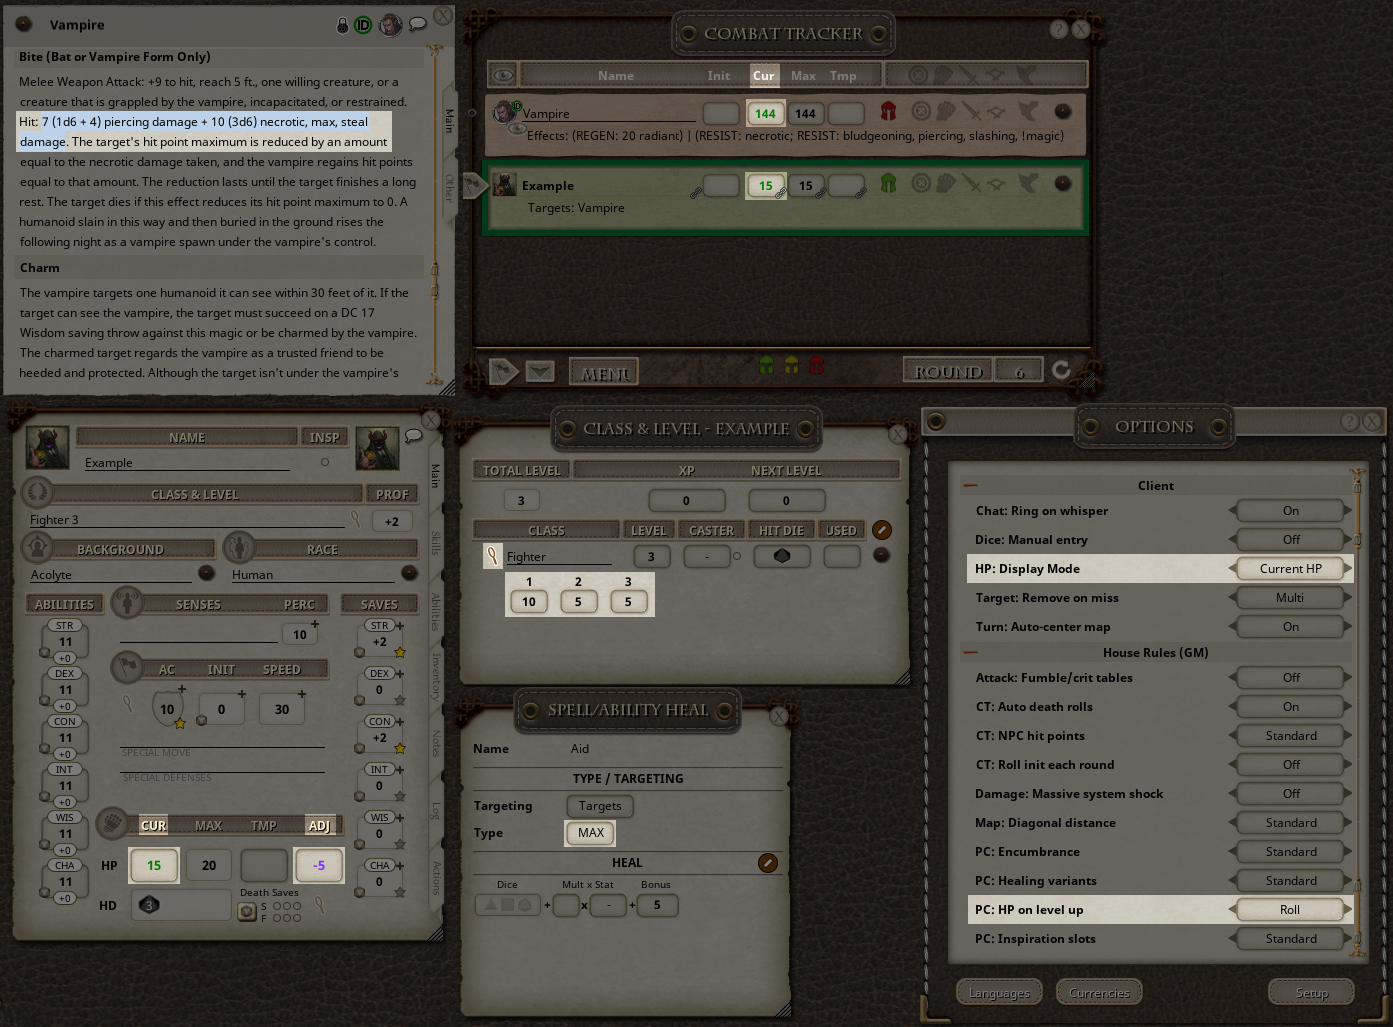 Vampire
ID
X
Bite (Bat or Vampire Form Only)
Melee Weapon Attack: +9 to hit, reach 5 ft., one willing creature, or a
creature that is grappled by the vampire, incapacitated, or restrained.
Hit: 7 (1d6 + 4) piercing damage + 10 (3d6) necrotic, max, steal
damage. The target's hit point maximum is reduced by an amount
equal to the necrotic damage taken, and the vampire regains hit points
equal to that amount. The reduction lasts until the target finishes a long
rest. The target dies if this effect reduces its hit point maximum to 0. A
humanoid slain in this way and then buried in the ground rises the
following night as a vampire spawn under the vampire's control.
Charm
The vampire targets one humanoid it can see within 30 feet of it. If the
target can see the vampire, the target must succeed on a DC 17
Wisdom saving throw against this magic or be charmed by the vampire.
The charmed target regards the vampire as a trusted friend to be
heeded and protected. Although the target isn't under the vampire's
Main
Other
COMBAT TRACKER
? X
Name Init Cur Max Tmp
ID
Vampire 144 144
Effects: (REGEN: 20 radiant) | (RESIST: necrotic; RESIST: bludgeoning, piercing, slashing, !magic)
Example 15 15
Targets: Vampire
MENU
ROUND 6
X
NAME INSP
Example
CLASS & LEVEL PROF
Fighter 3 +2
BACKGROUND RACE
Acolyte Human
ABILITIES SENSES PERC SAVES
STR 11 +0
DEX 11 +0
CON 11 +0
INT 11 +0
WIS 11 +0
CHA 11 +0
10
AC INIT SPEED
10 0 30
SPECIAL MOVE
SPECIAL DEFENSES
STR +2
DEX 0
CON +2
INT 0
WIS 0
CHA 0
CUR MAX TMP ADJ
HP 15 20 -5
HD 3
Death Saves
S
F
Main
Skills
Abilities
Inventory
Notes
Log
Actions
CLASS & LEVEL - EXAMPLE
X
TOTAL LEVEL XP NEXT LEVEL
3 0 0
CLASS LEVEL CASTER HIT DIE USED
Fighter 3 -
1 2 3
10 5 5
SPELL/ABILITY HEAL
X
Name Aid
TYPE / TARGETING
Targeting Targets
Type MAX
HEAL
Dice Mult x Stat Bonus
+ x - + 5
OPTIONS
? X
Client
Chat: Ring on whisper On
Dice: Manual entry Off
HP: Display Mode Current HP
Target: Remove on miss Multi
Turn: Auto-center map On
House Rules (GM)
Attack: Fumble/crit tables Off
CT: Auto death rolls On
CT: NPC hit points Standard
CT: Roll init each round Off
Damage: Massive system shock Off
Map: Diagonal distance Standard
PC: Encumbrance Standard
PC: Healing variants Standard
PC: HP on level up Roll
PC: Inspiration slots Standard
Languages Currencies Setup